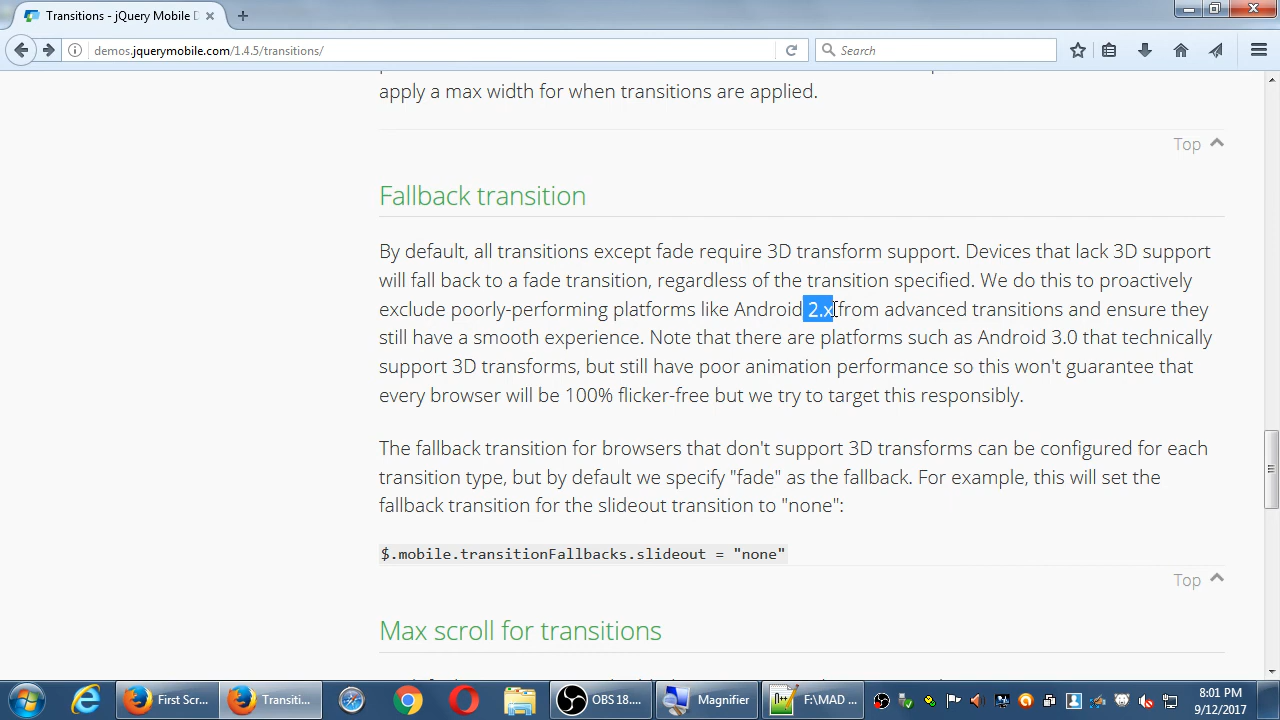 Transitions - jQuery Mobile D
demos.jquerymobile.com/1.4.5/transitions/
Search
apply a max width for when transitions are applied.
Top
Fallback transition
By default, all transitions except fade require 3D transform support. Devices that lack 3D support
will fall back to a fade transition, regardless of the transition specified. We do this to proactively
exclude poorly-performing platforms like Android 2.x from advanced transitions and ensure they
still have a smooth experience. Note that there are platforms such as Android 3.0 that technically
support 3D transforms, but still have poor animation performance so this won't guarantee that
every browser will be 100% flicker-free but we try to target this responsibly.
The fallback transition for browsers that don't support 3D transforms can be configured for each
transition type, but by default we specify "fade" as the fallback. For example, this will set the
fallback transition for the slideout transition to "none":
$.mobile.transitionFallbacks.slideout = "none"
Top
Max scroll for transitions
First Scr...
Transiti...
OBS 18....
Magnifier
F:\MAD ...
8:01 PM
9/12/2017